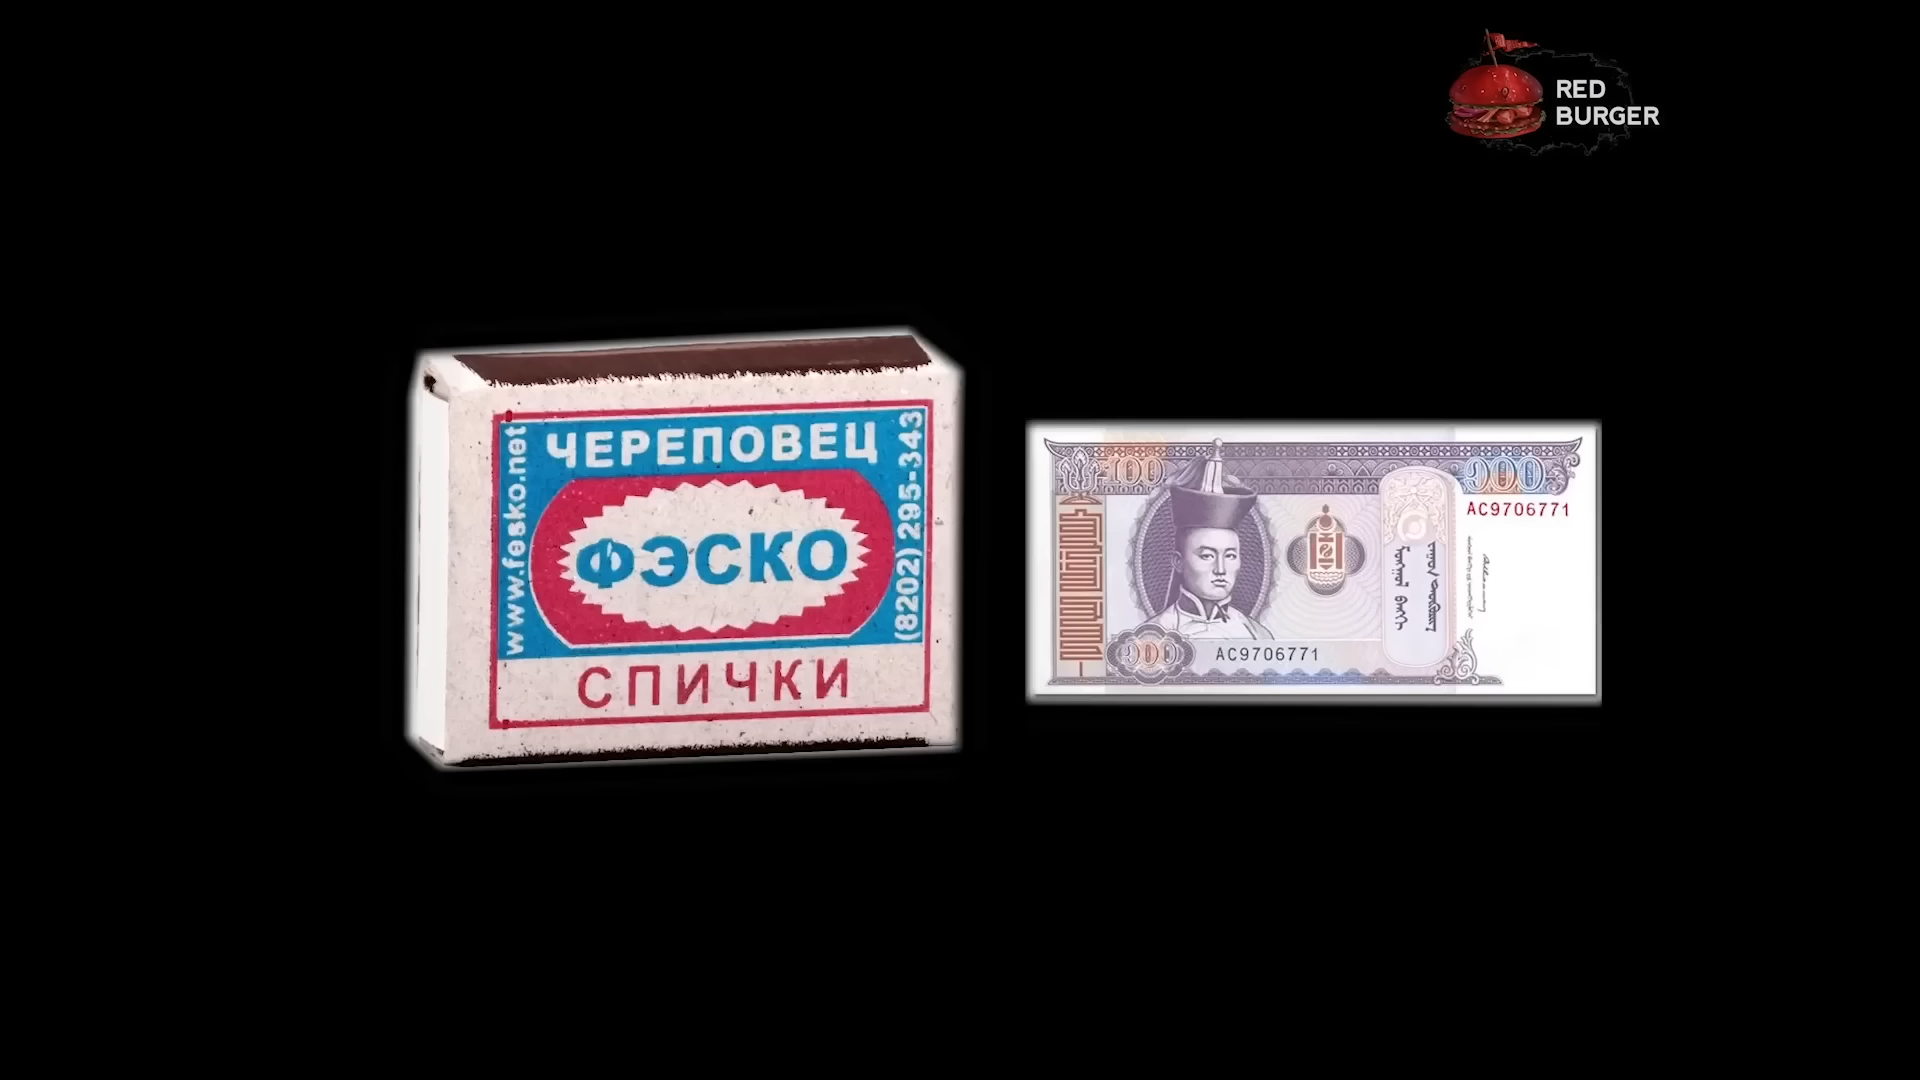 RED
BURGER
ЧЕРЕПОВЕЦ
www.fesko.net
ФЭСКО
(8202) 295-343
СПИЧКИ
100
AC9706771
AC9706771